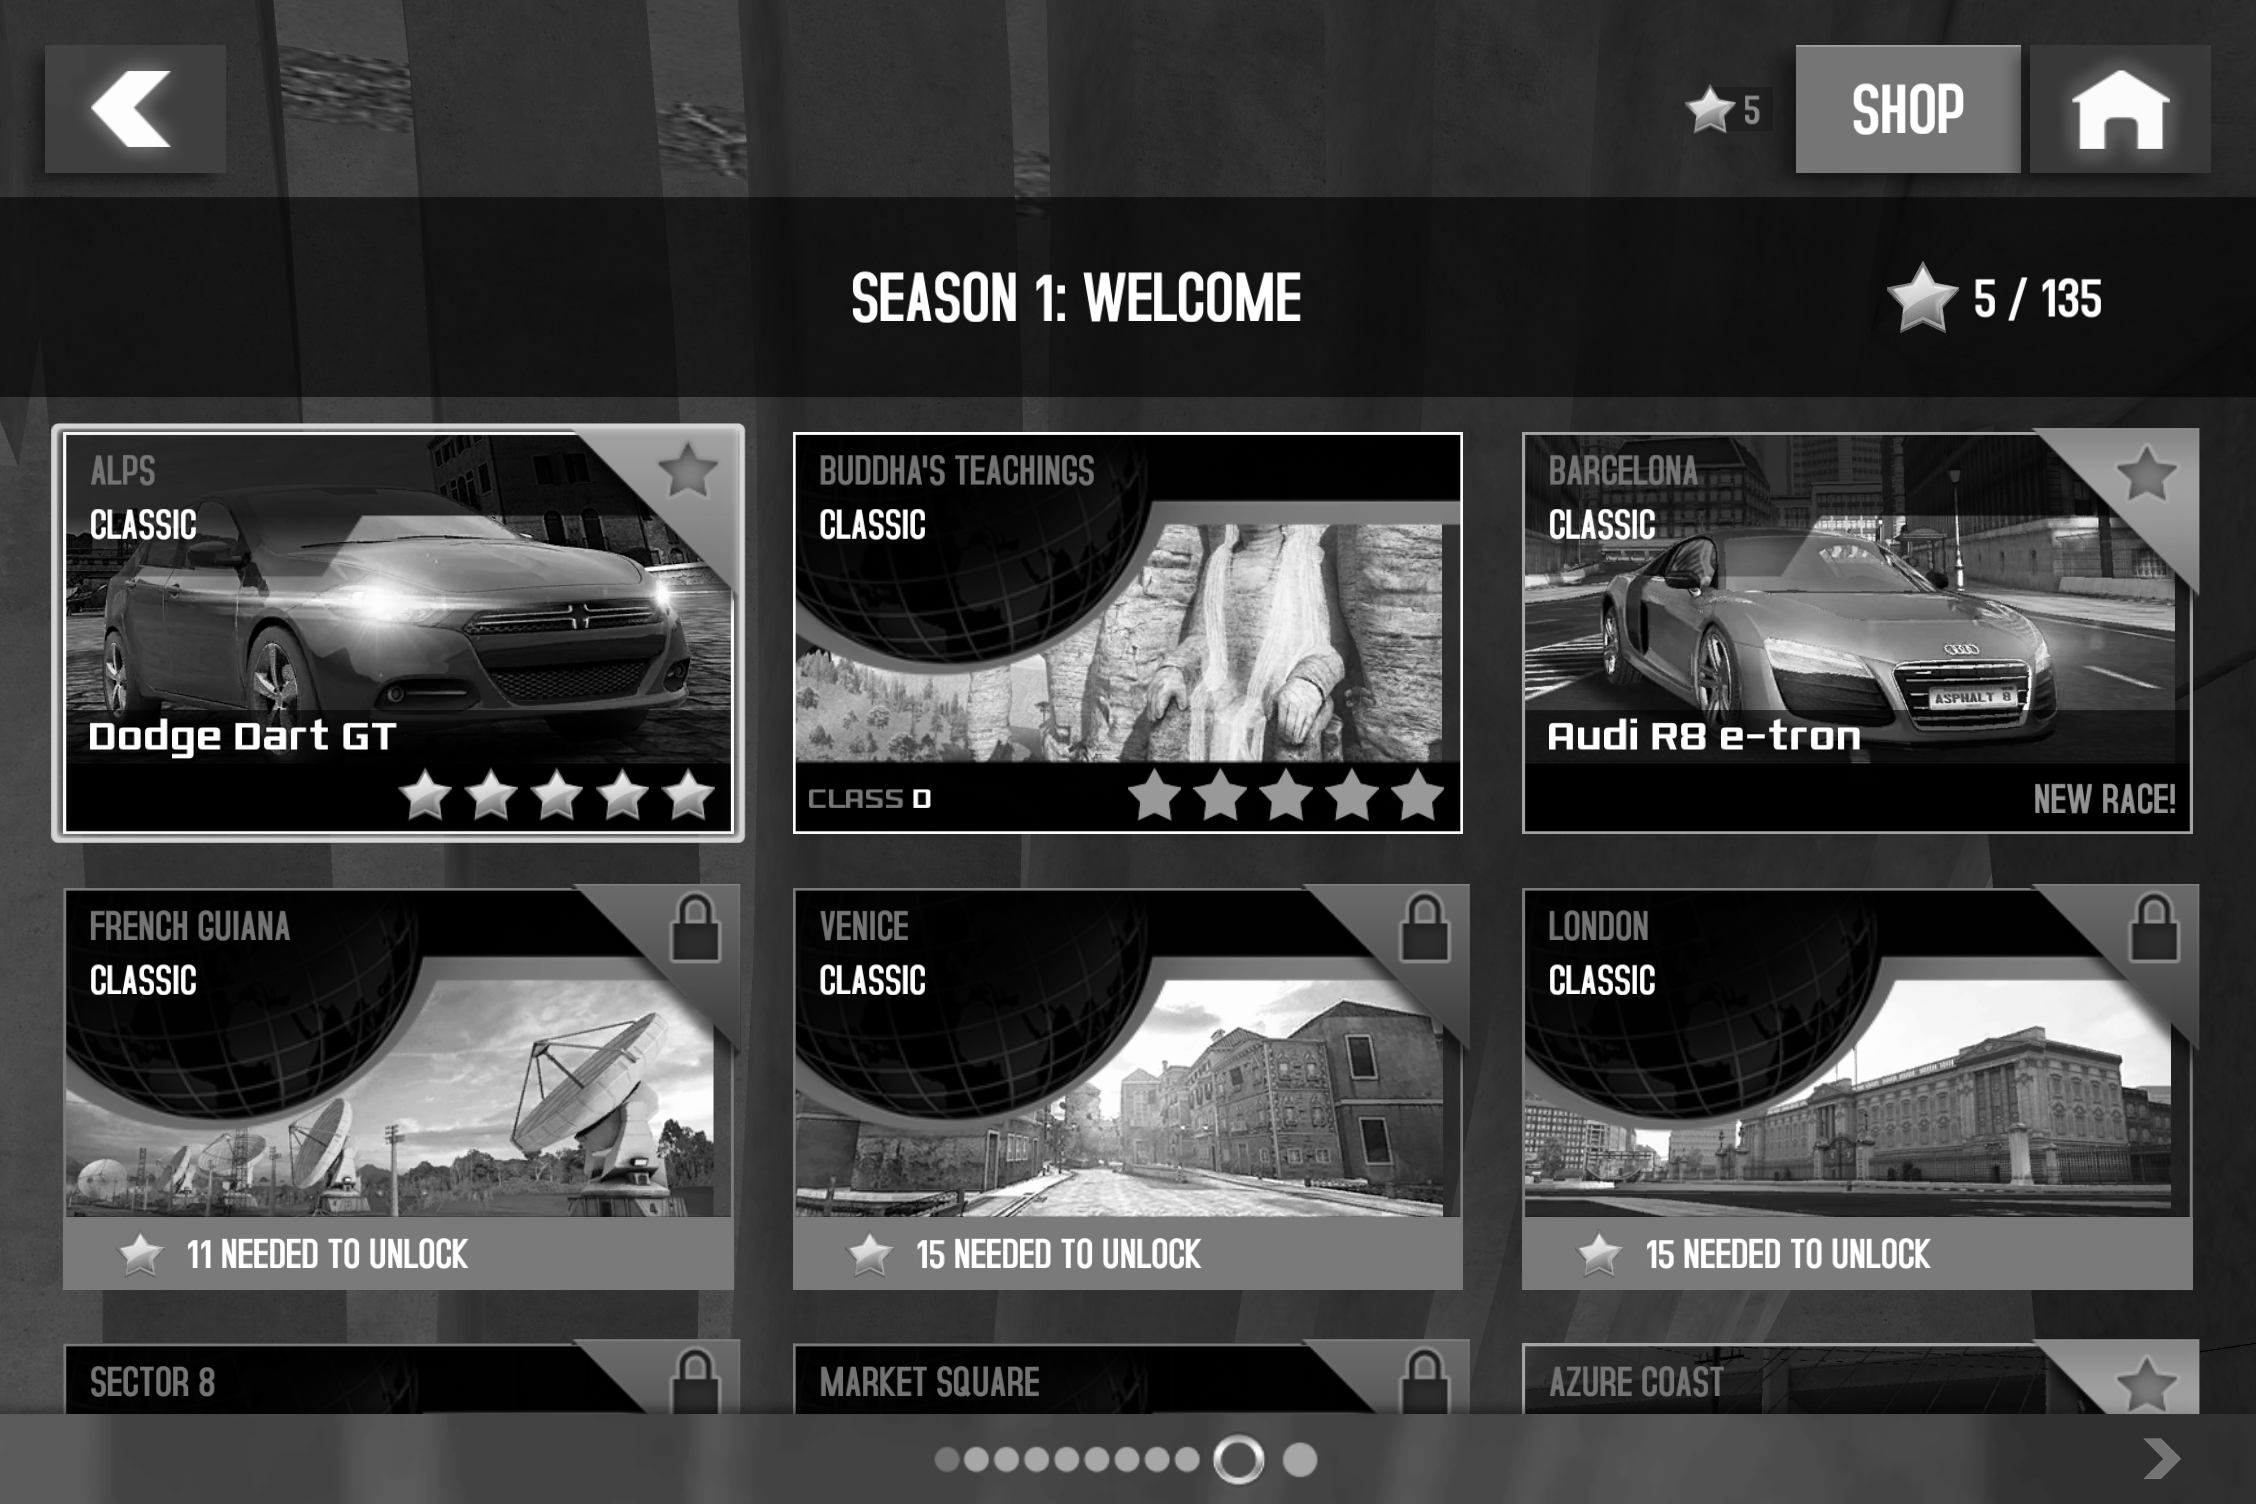 5
SHOP
SEASON 1: WELCOME
5 / 135
ALPS
CLASSIC
Dodge Dart GT
BUDDHA'S TEACHINGS
CLASSIC
CLASS D
BARCELONA
CLASSIC
ASPHALT 8
Audi R8 e-tron
NEW RACE!
FRENCH GUIANA
CLASSIC
11 NEEDED TO UNLOCK
VENICE
CLASSIC
15 NEEDED TO UNLOCK
LONDON
CLASSIC
15 NEEDED TO UNLOCK
SECTOR 8
MARKET SQUARE
AZURE COAST